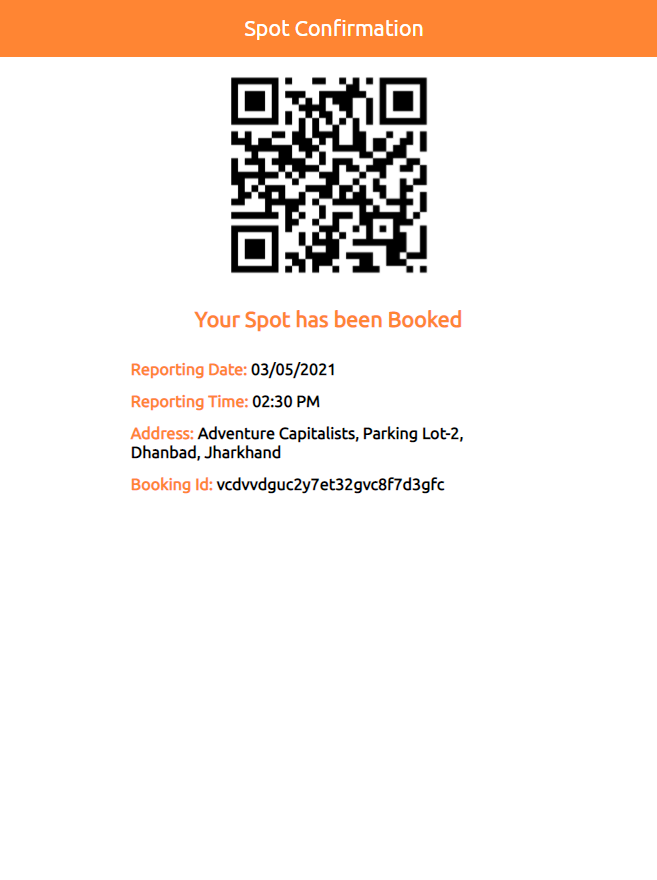 Spot Confirmation
Your Spot has been Booked
Reporting Date: 03/05/2021
Reporting Time: 02:30 PM
Address: Adventure Capitalists, Parking Lot-2,
Dhanbad, Jharkhand
Booking Id: vcdvvdguc2y7et32gvc8f7d3gfc